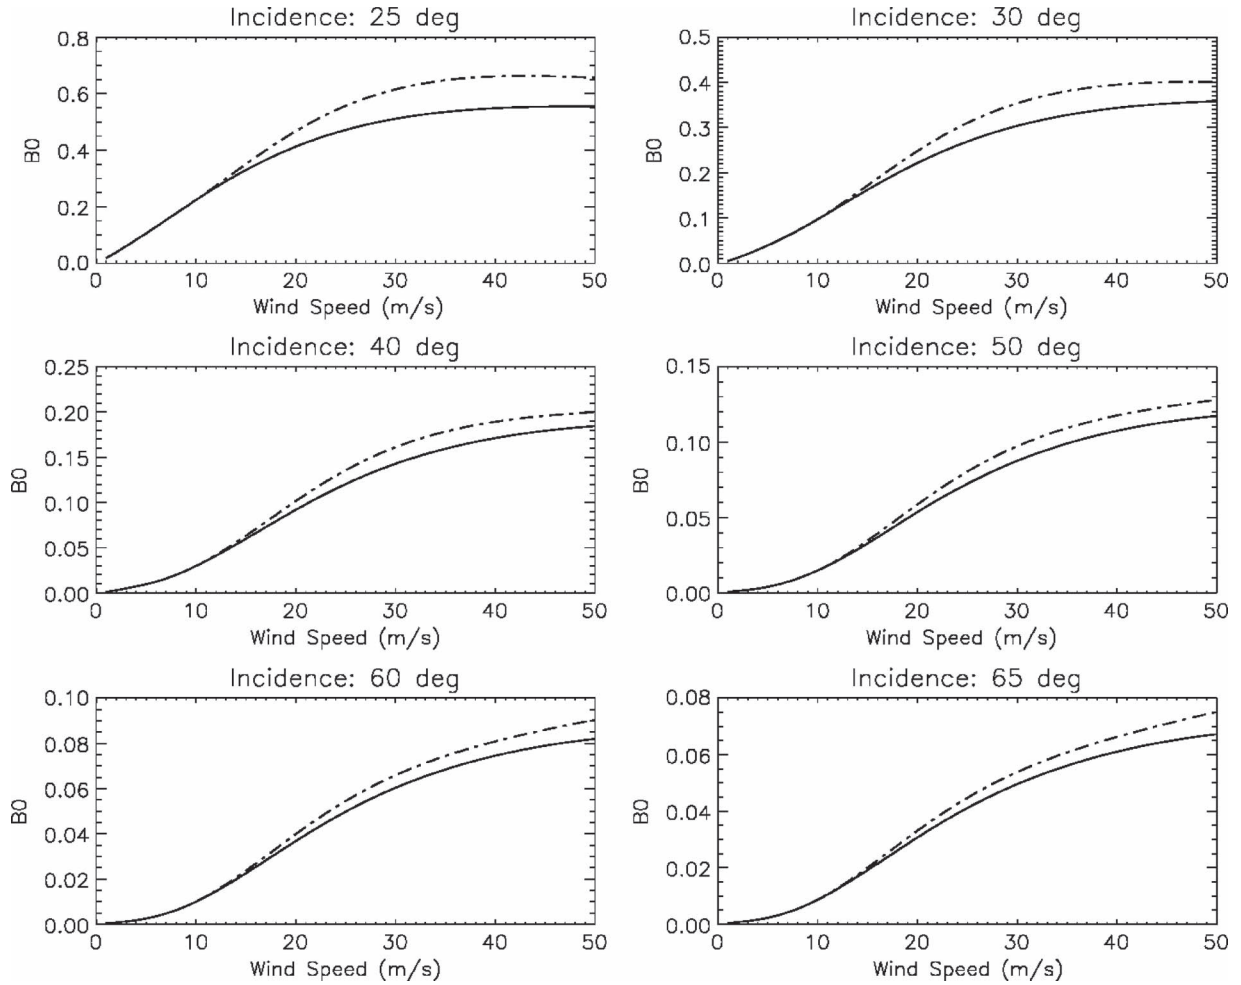 Incidence: 25 deg
0.8
0.6
0.4
0.2
0.0
B0
0 10 20 30 40 50
Wind Speed (m/s)
Incidence: 30 deg
0.5
0.4
0.3
0.2
0.1
0.0
B0
0 10 20 30 40 50
Wind Speed (m/s)
Incidence: 40 deg
0.25
0.20
0.15
0.10
0.05
0.00
B0
0 10 20 30 40 50
Wind Speed (m/s)
Incidence: 50 deg
0.15
0.10
0.05
0.00
B0
0 10 20 30 40 50
Wind Speed (m/s)
Incidence: 60 deg
0.10
0.08
0.06
0.04
0.02
0.00
B0
0 10 20 30 40 50
Wind Speed (m/s)
Incidence: 65 deg
0.08
0.06
0.04
0.02
0.00
B0
0 10 20 30 40 50
Wind Speed (m/s)